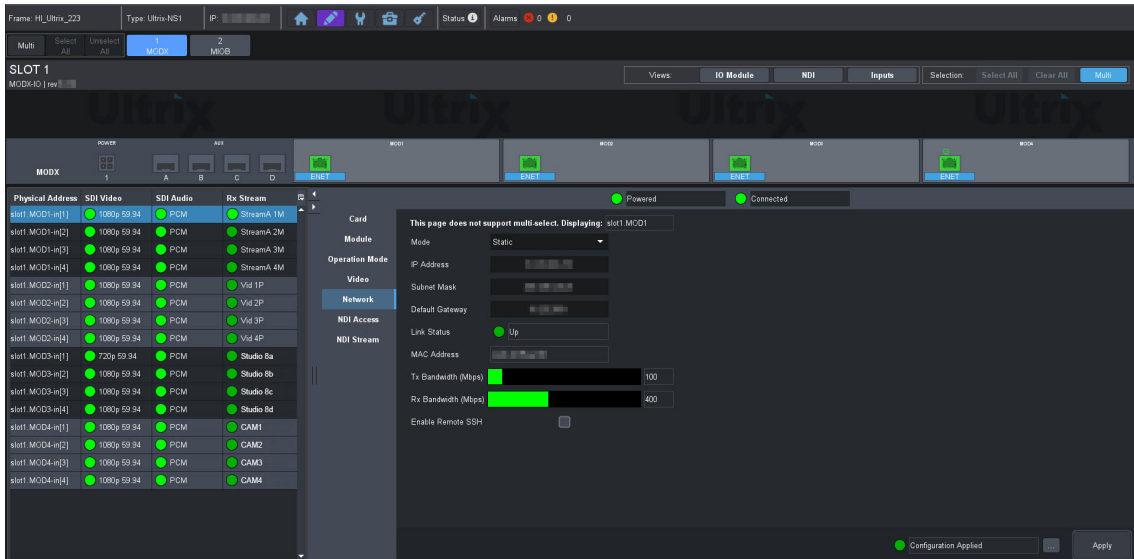 Frame: HI_Ultrix_223 Type: Ultrix-NS1 IP: Status Alarms 0 0 0
Multi Select All Unselect All 1 MODX 2 MIOB
SLOT 1
MODX-IO | rev Views: IO Module NDI Inputs Selection: Select All Clear All Multi
Ultrix Ultrix Ultrix Ultrix
POWER AUX MOD1 MOD2 MOD3 MOD4
MODX 1 A B C D ENET ENET ENET ENET
Physical Address SDI Video SDI Audio Rx Stream Powered Connected
slot1.MOD1-in[1] 1080p 59.94 PCM StreamA 1M
slot1.MOD1-in[2] 1080p 59.94 PCM StreamA 2M
slot1.MOD1-in[3] 1080p 59.94 PCM StreamA 3M
slot1.MOD1-in[4] 1080p 59.94 PCM StreamA 4M
slot1.MOD2-in[1] 1080p 59.94 PCM Vid 1P
slot1.MOD2-in[2] 1080p 59.94 PCM Vid 2P
slot1.MOD2-in[3] 1080p 59.94 PCM Vid 3P
slot1.MOD2-in[4] 1080p 59.94 PCM Vid 4P
slot1.MOD3-in[1] 720p 59.94 PCM Studio 8a
slot1.MOD3-in[2] 1080p 59.94 PCM Studio 8b
slot1.MOD3-in[3] 1080p 59.94 PCM Studio 8c
slot1.MOD3-in[4] 1080p 59.94 PCM Studio 8d
slot1.MOD4-in[1] 1080p 59.94 PCM CAM1
slot1.MOD4-in[2] 1080p 59.94 PCM CAM2
slot1.MOD4-in[3] 1080p 59.94 PCM CAM3
slot1.MOD4-in[4] 1080p 59.94 PCM CAM4
Card
Module
Operation Mode
Video
Network
NDI Access
NDI Stream
This page does not support multi-select. Displaying: slot1.MOD1
Mode Static
IP Address
Subnet Mask
Default Gateway
Link Status Up
MAC Address
Tx Bandwidth (Mbps) 100
Rx Bandwidth (Mbps) 400
Enable Remote SSH
Configuration Applied ... Apply